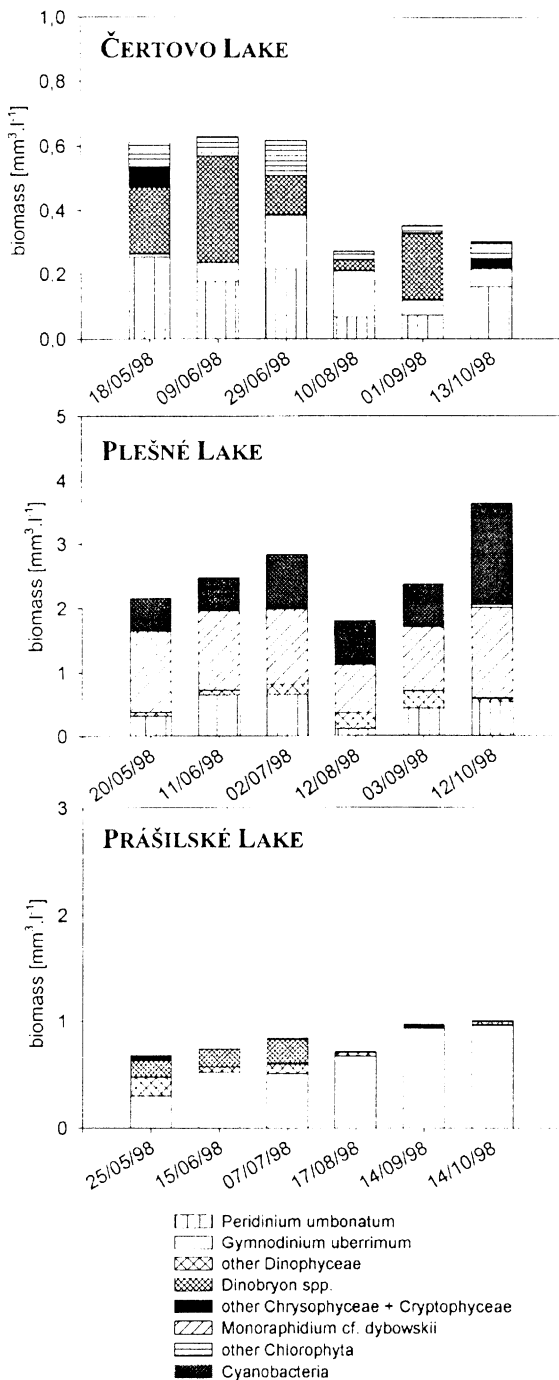 ČERTOVO LAKE
biomass [mm³.l⁻¹]
1,0
0,8
0,6
0,4
0,2
0,0
18/05/98
09/06/98
29/06/98
10/08/98
01/09/98
13/10/98
PLEŠNÉ LAKE
biomass [mm³.l⁻¹]
5
4
3
2
1
0
20/05/98
11/06/98
02/07/98
12/08/98
03/09/98
12/10/98
PRÁŠILSKÉ LAKE
biomass [mm³.l⁻¹]
3
2
1
0
25/05/98
15/06/98
07/07/98
17/08/98
14/09/98
14/10/98
Peridinium umbonatum
Gymnodinium uberrimum
other Dinophyceae
Dinobryon spp.
other Chrysophyceae + Cryptophyceae
Monoraphidium cf. dybowskii
other Chlorophyta
Cyanobacteria